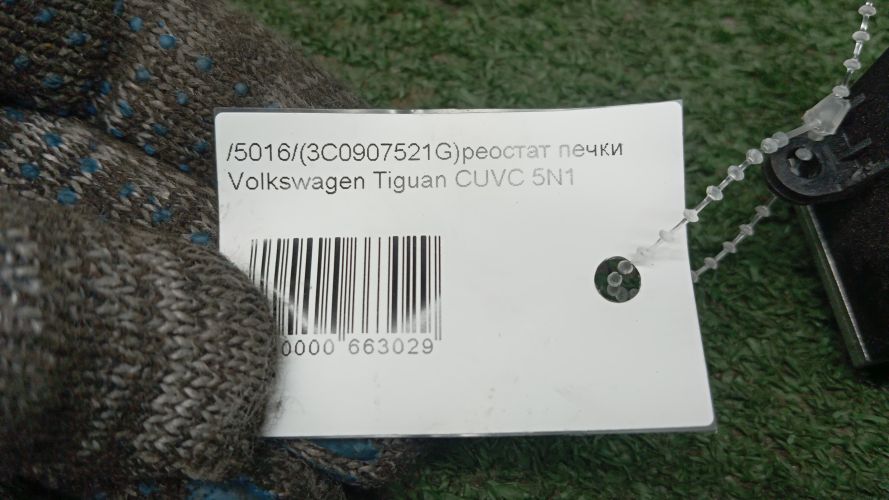 /5016/(3C0907521G)реостат печки
Volkswagen Tiguan CUVC 5N1
0000 663029